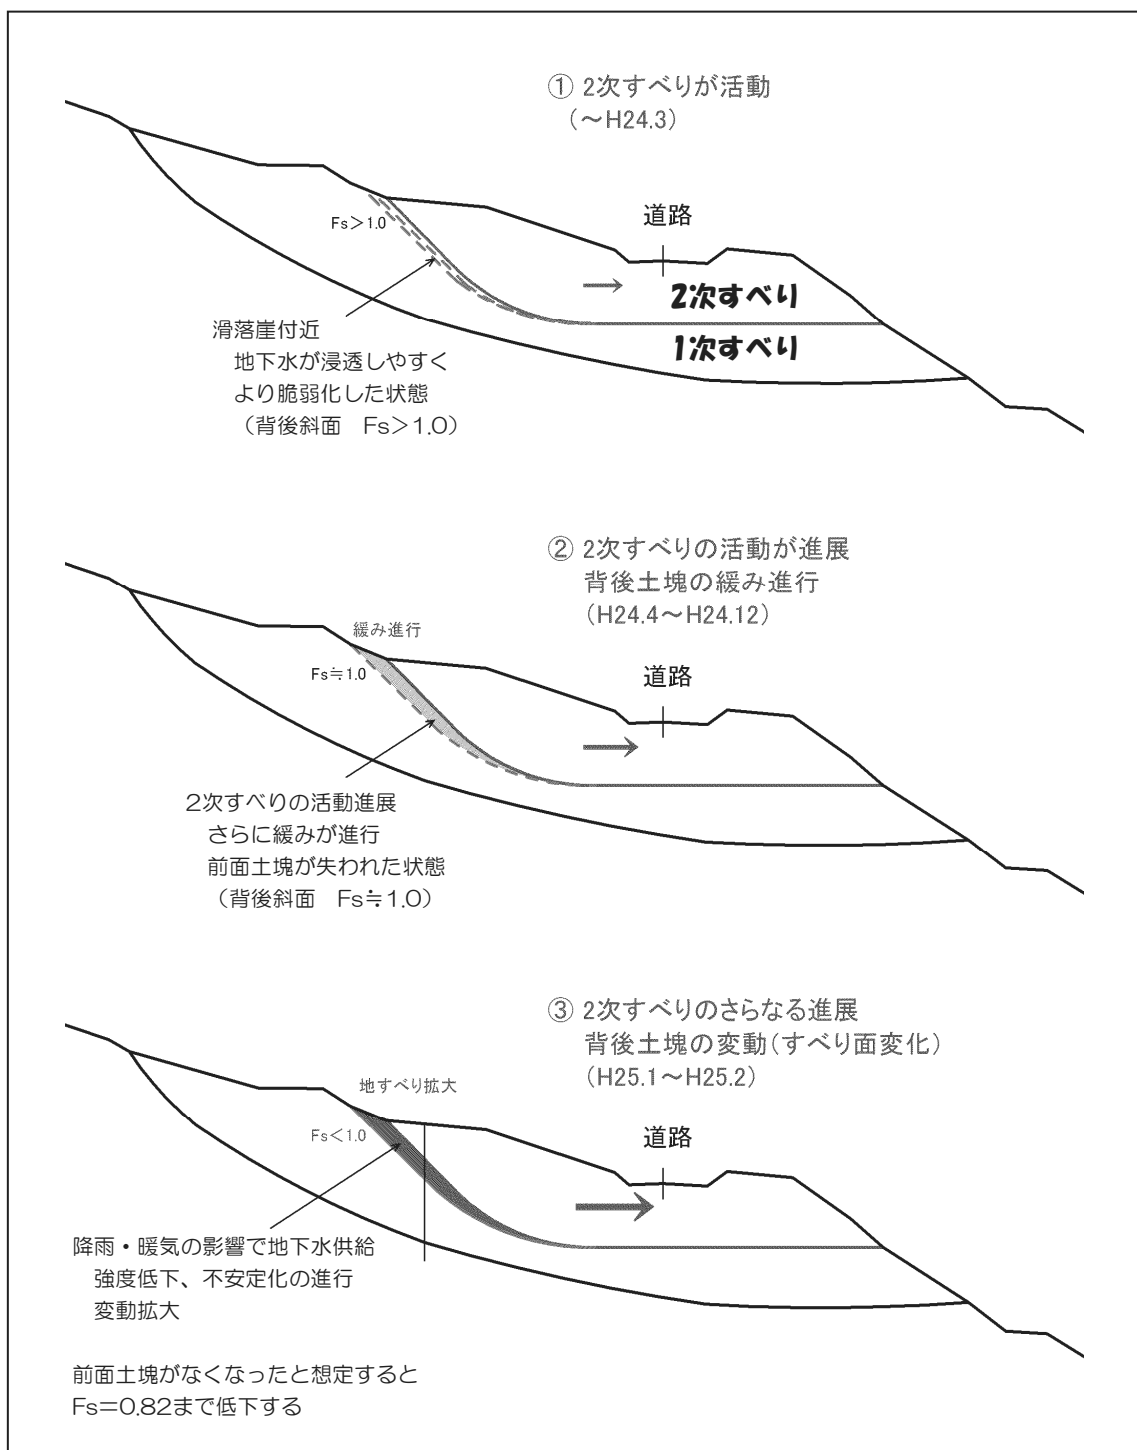 ① 2次すべりが活動
（～H24.3）
道路
Fs＞1.0
2次すべり
1次すべり
滑落崖付近
地下水が浸透しやすく
より脆弱化した状態
（背後斜面　Fs＞1.0）
② 2次すべりの活動が進展
背後土塊の緩み進行
（H24.4～H24.12）
緩み進行
Fs≒1.0
道路
2次すべりの活動進展
さらに緩みが進行
前面土塊が失われた状態
（背後斜面　Fs≒1.0）
③ 2次すべりのさらなる進展
背後土塊の変動（すべり面変化）
（H25.1～H25.2）
地すべり拡大
Fs＜1.0
道路
降雨・暖気の影響で地下水供給
強度低下、不安定化の進行
変動拡大
前面土塊がなくなったと想定すると
Fs＝0.82まで低下する